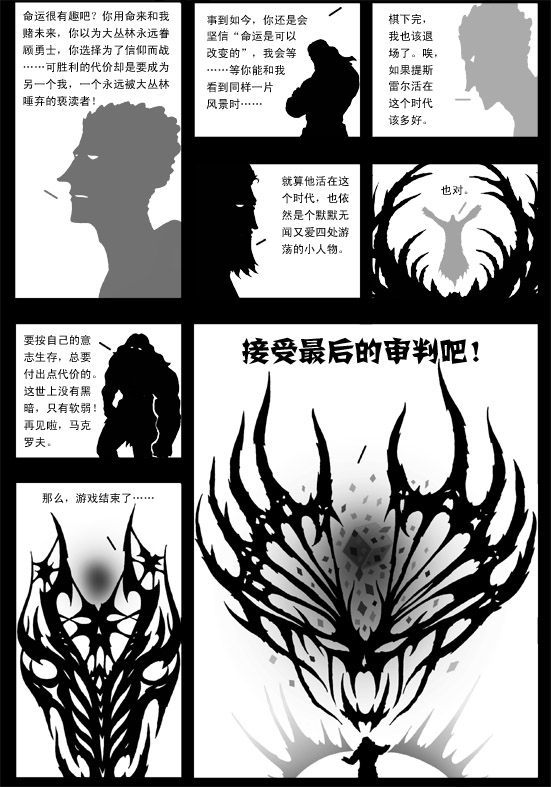 命运很有趣吧？你用命来和我
赌未来，你以为大丛林永远眷
顾勇士，你选择为了信仰而战
……可胜利的代价却是要成为
另一个我，一个永远被大丛林
唾弃的亵渎者！
事到如今，你还是会
坚信“命运是可以
改变的”，我会等
……等你能和我
看到同样一片
风景时……
棋下完，
我也该退
场了。唉，
如果提斯
雷尔活在
这个时代
该多好。
就算他活在这
个时代，也依
然是个默默无
闻又爱四处游
荡的小人物。
也对。
要按自己的意
志生存，总要
付出点代价的。
这世上没有黑
暗，只有软弱！
再见啦，马克
罗夫。
接受最后的审判吧！
那么，游戏结束了……